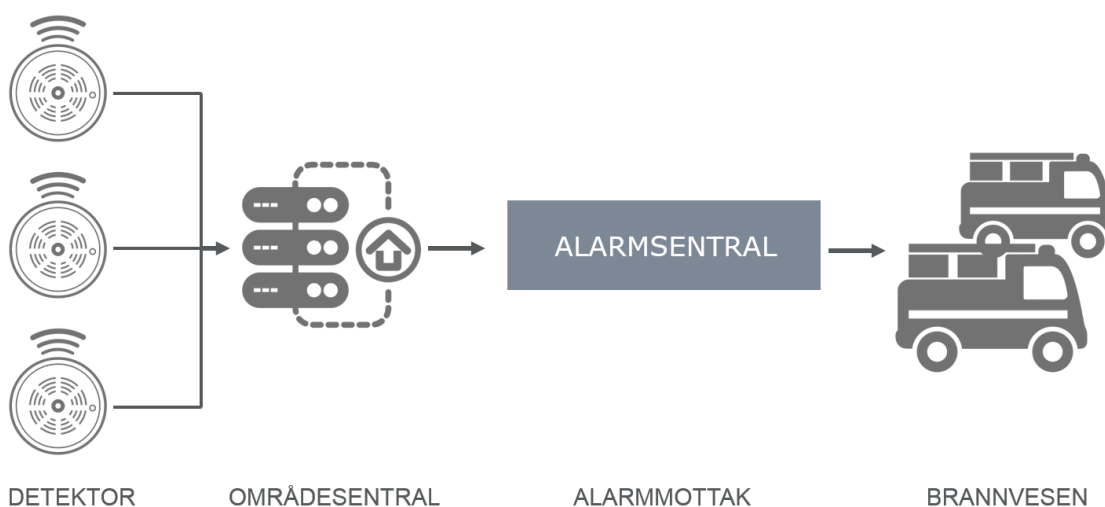 ALARMSENTRAL
DETEKTOR
OMRÅDESENTRAL
ALARMMOTTAK
BRANNVESEN